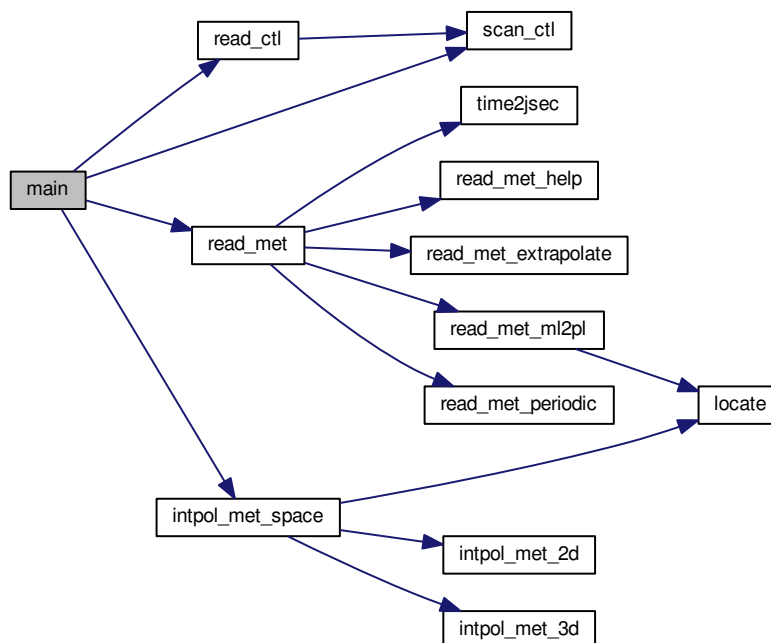 scan_ctl
read_ctl
time2jsec
read_met_help
main
read_met
read_met_extrapolate
read_met_ml2pl
read_met_periodic
locate
intpol_met_space
intpol_met_2d
intpol_met_3d